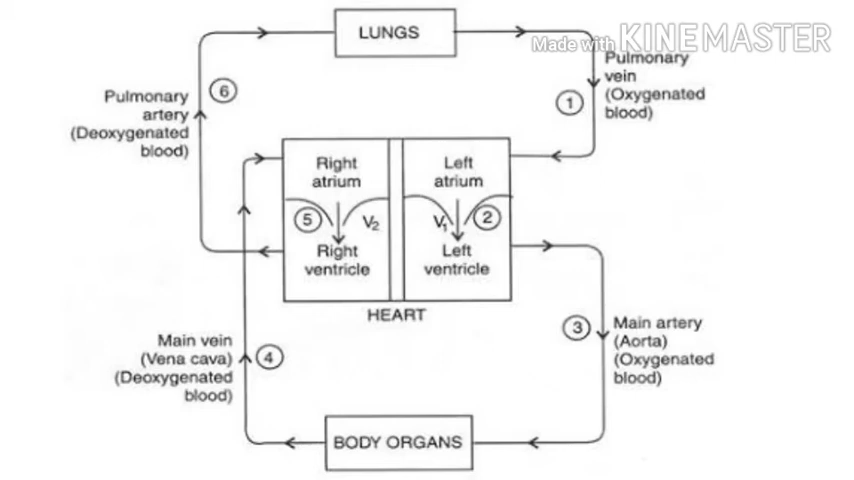 LUNGS
Made with KINEMASTER
Pulmonary
vein
(Oxygenated
blood)
1
6
Pulmonary
artery
(Deoxygenated
blood)
Right
atrium
Left
atrium
5
V2
V1
2
Right
ventricle
Left
ventricle
HEART
3
Main artery
(Aorta)
(Oxygenated
blood)
Main vein
(Vena cava)
(Deoxygenated
blood)
4
BODY ORGANS